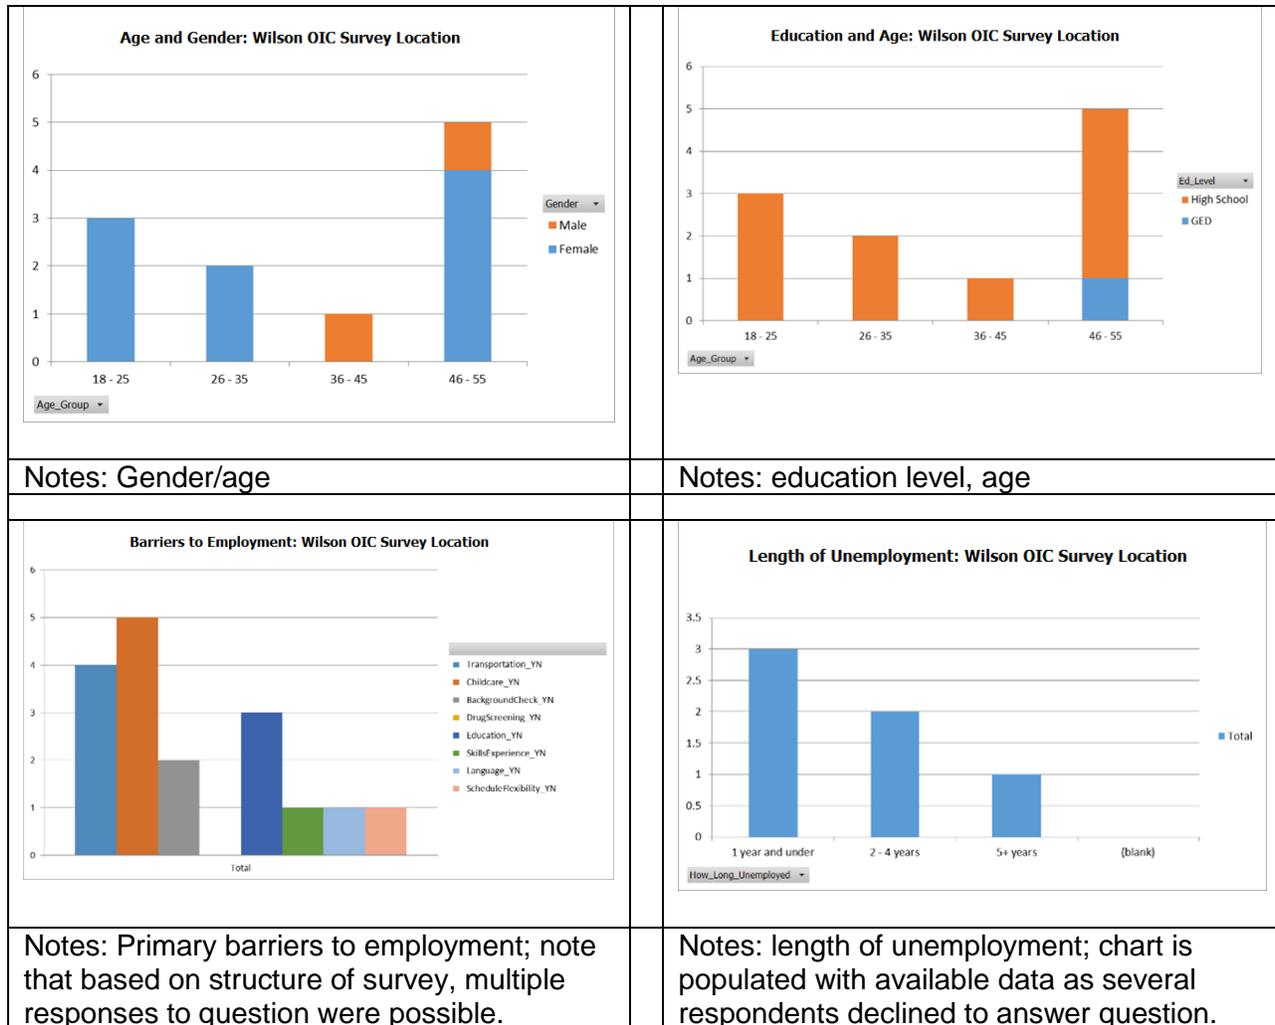 Age and Gender: Wilson OIC Survey Location
6
5
4
3
2
1
0
18 - 25
26 - 35
36 - 45
46 - 55
Gender
Male
Female
Age_Group
Education and Age: Wilson OIC Survey Location
6
5
4
3
2
1
0
18 - 25
26 - 35
36 - 45
46 - 55
Ed_Level
High School
GED
Age_Group
Notes: Gender/age
Notes: education level, age
Barriers to Employment: Wilson OIC Survey Location
6
5
4
3
2
1
0
Total
Transportation_YN
Childcare_YN
BackgroundCheck_YN
DrugScreening_YN
Education_YN
SkillsExperience_YN
Language_YN
ScheduleFlexibility_YN
Length of Unemployment: Wilson OIC Survey Location
3.5
3
2.5
2
1.5
1
0.5
0
1 year and under
2 - 4 years
5+ years
(blank)
Total
How_Long_Unemployed
Notes: Primary barriers to employment; note
that based on structure of survey, multiple
responses to question were possible.
Notes: length of unemployment; chart is
populated with available data as several
respondents declined to answer question.